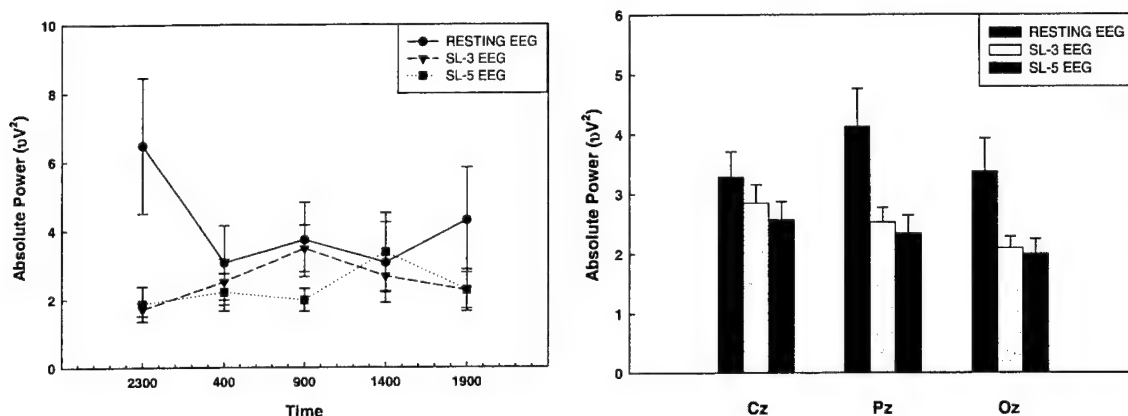 10
8
6
4
2
0
Absolute Power (υV²)
RESTING EEG
SL-3 EEG
SL-5 EEG
2300 400 900 1400 1900
Time
6
5
4
3
2
1
0
Absolute Power (υV²)
RESTING EEG
SL-3 EEG
SL-5 EEG
Cz Pz Oz